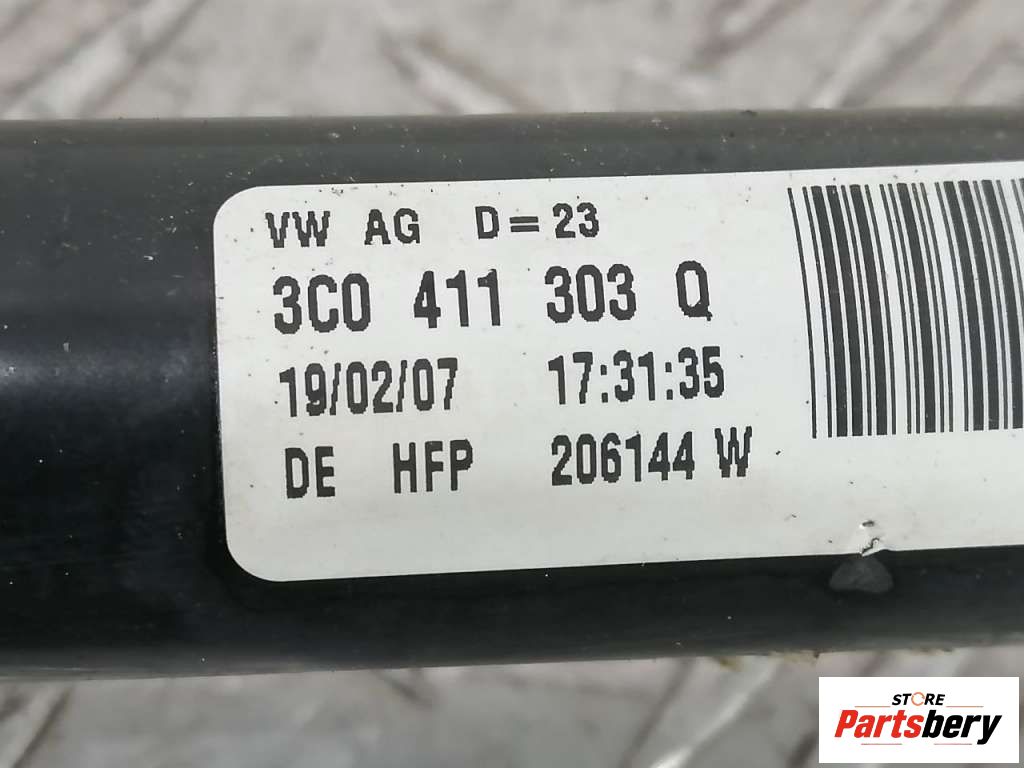 VW AG D=23
3C0 411 303 Q
19/02/07 17:31:35
DE HFP 206144 W
STORE
Partsbery